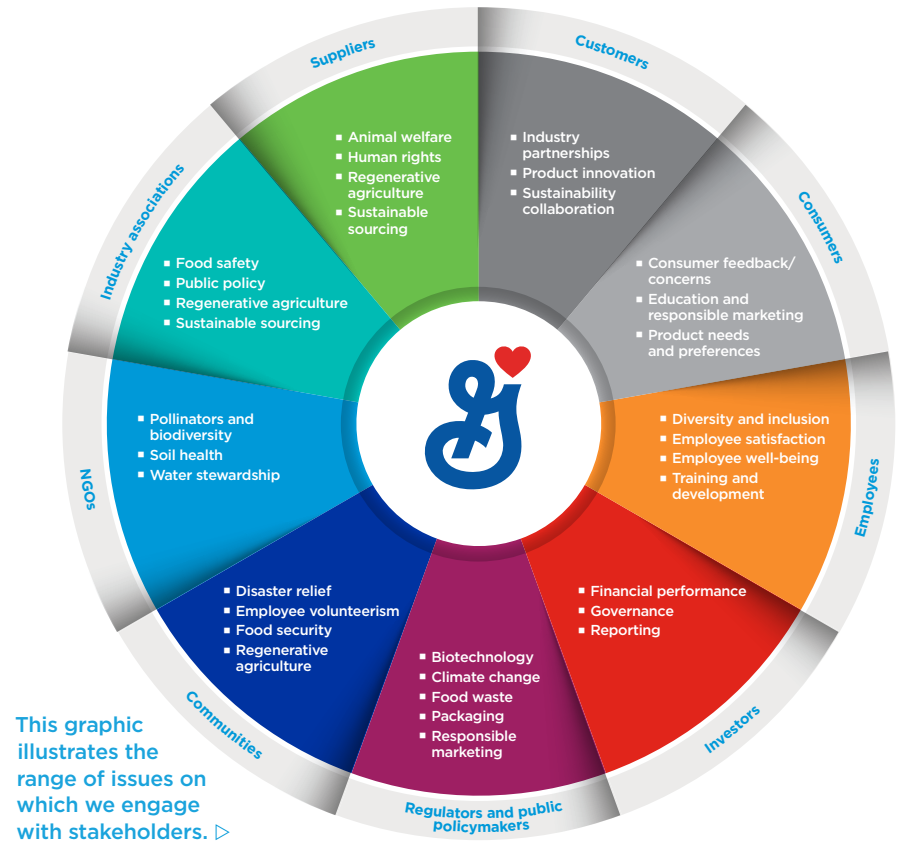 Suppliers
▪ Animal welfare
▪ Human rights
▪ Regenerative
agriculture
▪ Sustainable
sourcing
Customers
▪ Industry
partnerships
▪ Product innovation
▪ Sustainability
collaboration
Consumers
▪ Consumer feedback/
concerns
▪ Education and
responsible marketing
▪ Product needs
and preferences
Employees
▪ Diversity and inclusion
▪ Employee satisfaction
▪ Employee well-being
▪ Training and
development
Investors
▪ Financial performance
▪ Governance
▪ Reporting
Regulators and public
policymakers
▪ Biotechnology
▪ Climate change
▪ Food waste
▪ Packaging
▪ Responsible
marketing
Communities
▪ Disaster relief
▪ Employee volunteerism
▪ Food security
▪ Regenerative
agriculture
NGOs
▪ Pollinators and
biodiversity
▪ Soil health
▪ Water stewardship
Industry associations
▪ Food safety
▪ Public policy
▪ Regenerative agriculture
▪ Sustainable sourcing
G
This graphic
illustrates the
range of issues on
which we engage
with stakeholders. ▷